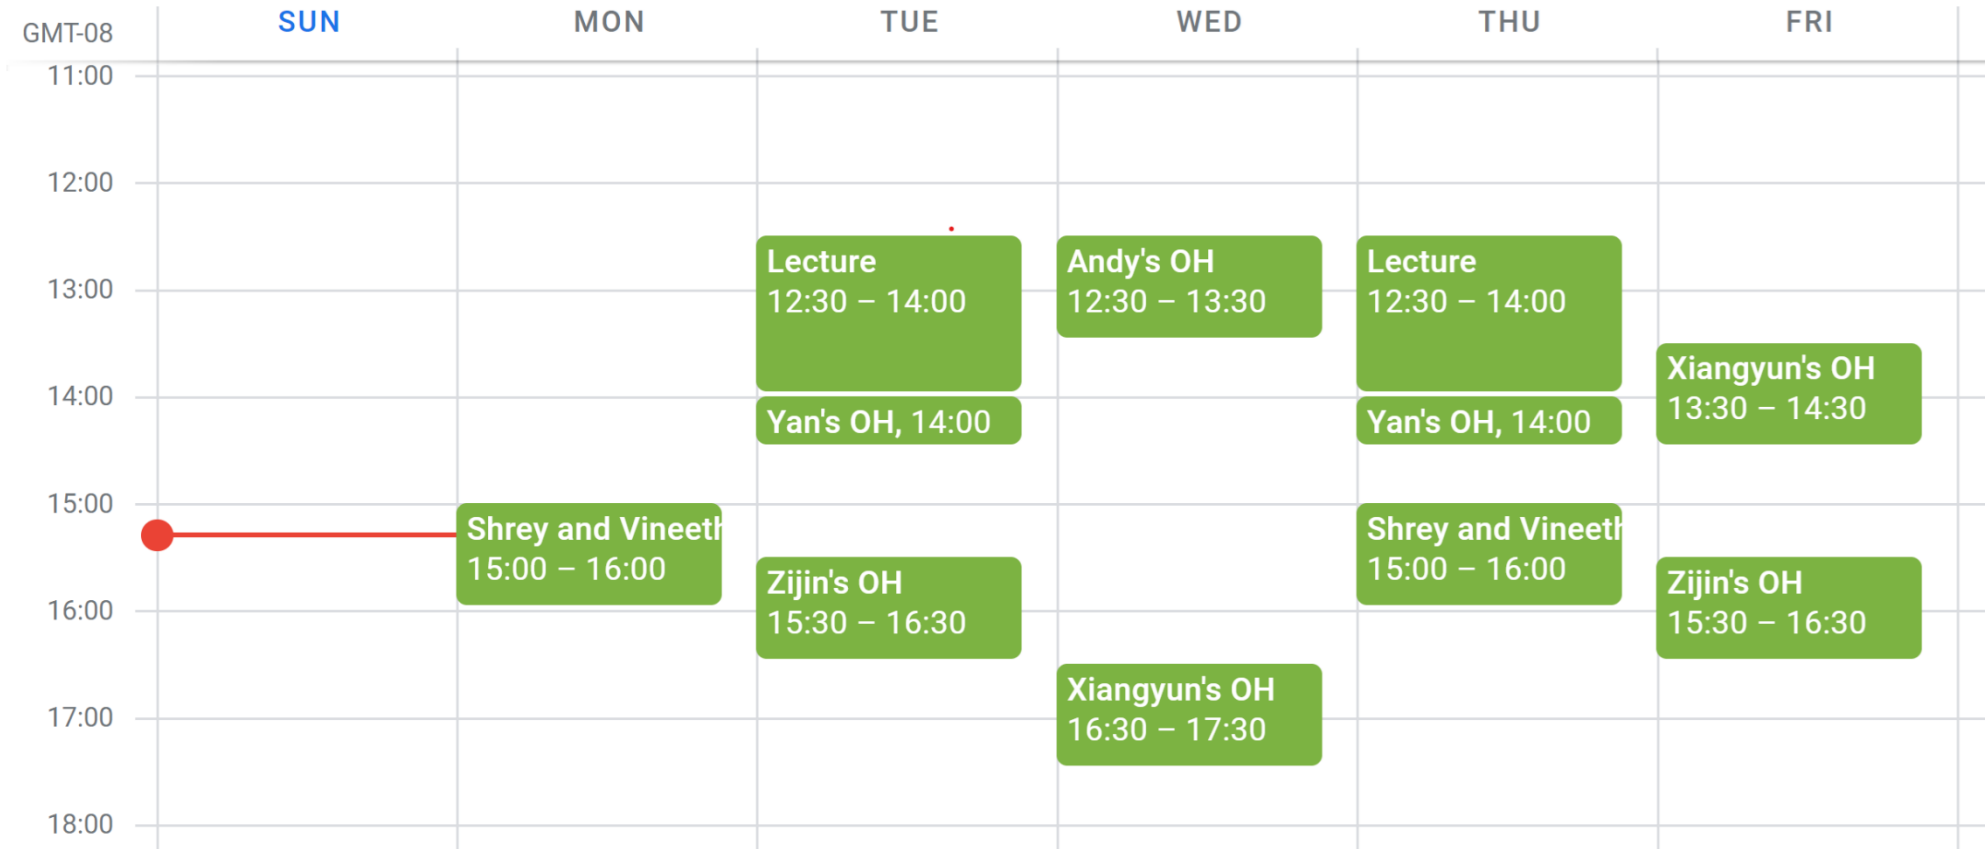 GMT-08
SUN MON TUE WED THU FRI
11:00
12:00
13:00
14:00
15:00
16:00
17:00
18:00
Shrey and Vineeth
15:00 – 16:00
Lecture
12:30 – 14:00
Yan's OH, 14:00
Zijin's OH
15:30 – 16:30
Andy's OH
12:30 – 13:30
Xiangyun's OH
16:30 – 17:30
Lecture
12:30 – 14:00
Yan's OH, 14:00
Shrey and Vineeth
15:00 – 16:00
Xiangyun's OH
13:30 – 14:30
Zijin's OH
15:30 – 16:30